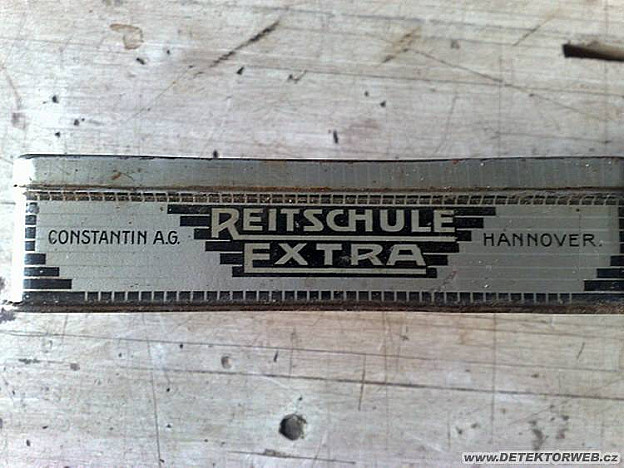 REITSCHULE
EXTRA
CONSTANTIN A.G.
HANNOVER.
www.DETEKTORWEB.cz